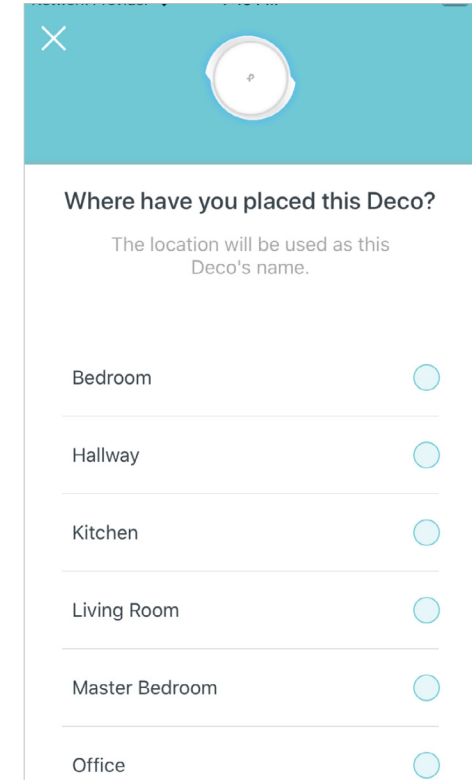 Where have you placed this Deco?
The location will be used as this
Deco's name.
Bedroom
Hallway
Kitchen
Living Room
Master Bedroom
Office